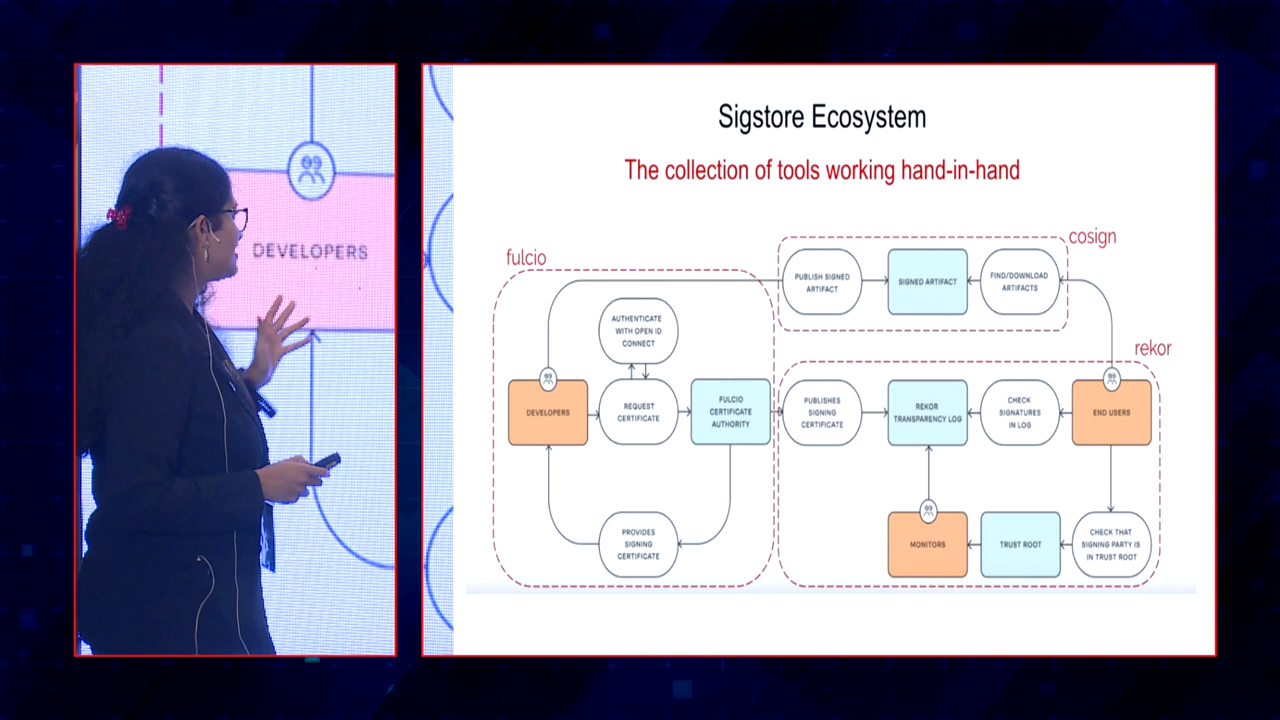 DEVELOPERS
Sigstore Ecosystem
The collection of tools working hand-in-hand
fulcio
cosign
PUBLISH SIGNED
ARTIFACT
SIGNED ARTIFACT
FIND/DOWNLOAD
ARTIFACTS
AUTHENTICATE
WITH OPEN ID
CONNECT
rekor
DEVELOPERS
REQUEST
CERTIFICATE
FULCIO
CERTIFICATE
AUTHORITY
PUBLISHES
SIGNING
CERTIFICATE
REKOR
TRANSPARENCY LOG
CHECK
SIGNATURES
IN LOG
END USERS
PROVIDES
SIGNING
CERTIFICATE
MONITORS
TRUST ROOT
CHECK THAT
SIGNING PARTY IS
IN TRUST ROOT